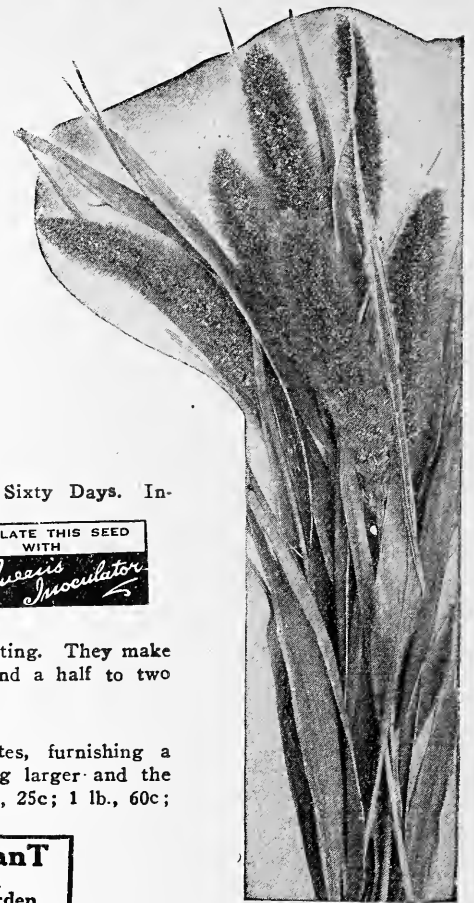 Sixty Days. In-
LATE THIS SEED
WITH
Inoculator
ting. They make
nd a half to two
tes, furnishing a
g larger and the
, 25c; 1 lb., 60c;
anT
rden